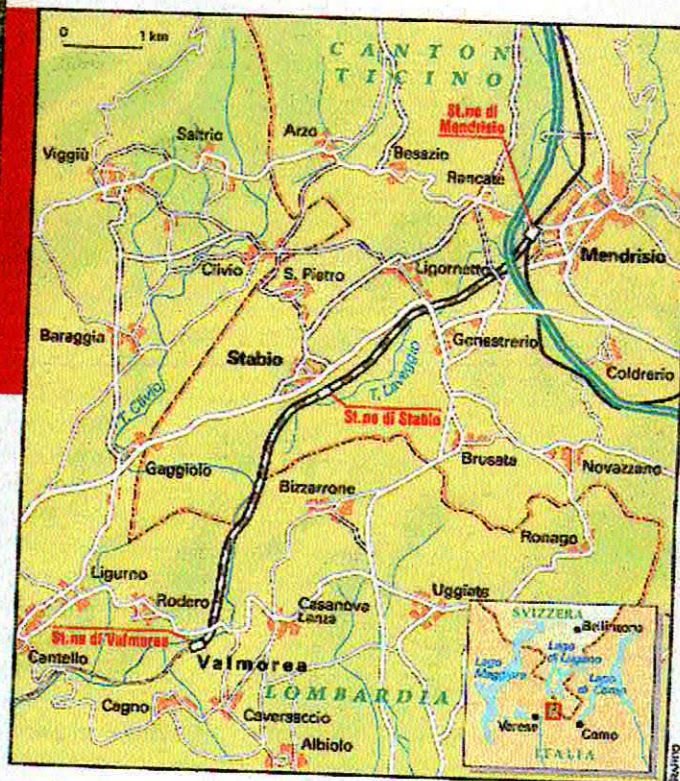 0 1 km
CANTON
TICINO
St.ne di
Mendrisio
Saltrio
Arzo
Viggiù
Besazio
Rancate
Mendrisio
Clivio
S. Pietro
Ligornetto
Baraggia
Stabio
Genestrerio
T. Laveggio
Coldrerio
T. Clivio
St.ne di Stabio
Gaggiolo
Brusata
Novazzano
Bizzarrone
Ronago
Ligurno
Rodero
Casanova
Lanza
Uggiate
St.ne di Valmorea
Cantello
Valmorea
LOMBARDIA
Cagno
Caversaccio
Albiolo
SVIZZERA
Bellinzona
Lago
di Lugano
Lago
Maggiore
Lago
di Como
Varese
Como
ITALIA